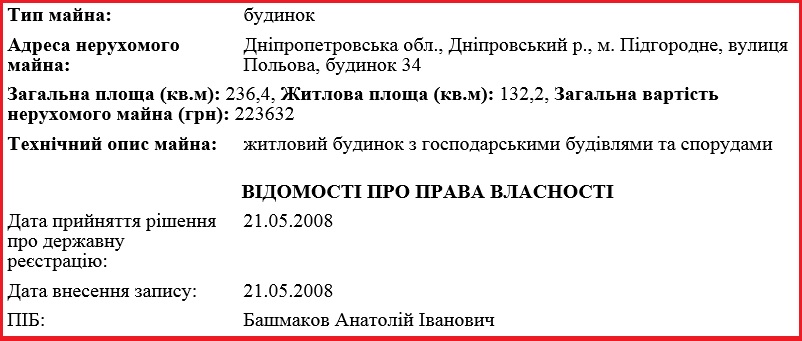 Тип майна: будинок
Адреса нерухомого майна: Дніпропетровська обл., Дніпровський р., м. Підгородне, вулиця Польова, будинок 34
Загальна площа (кв.м): 236,4, Житлова площа (кв.м): 132,2, Загальна вартість
нерухомого майна (грн): 223632
Технічний опис майна: житловий будинок з господарськими будівлями та спорудами
ВІДОМОСТІ ПРО ПРАВА ВЛАСНОСТІ
Дата прийняття рішення про державну реєстрацію: 21.05.2008
Дата внесення запису: 21.05.2008
ПІБ: Башмаков Анатолій Іванович